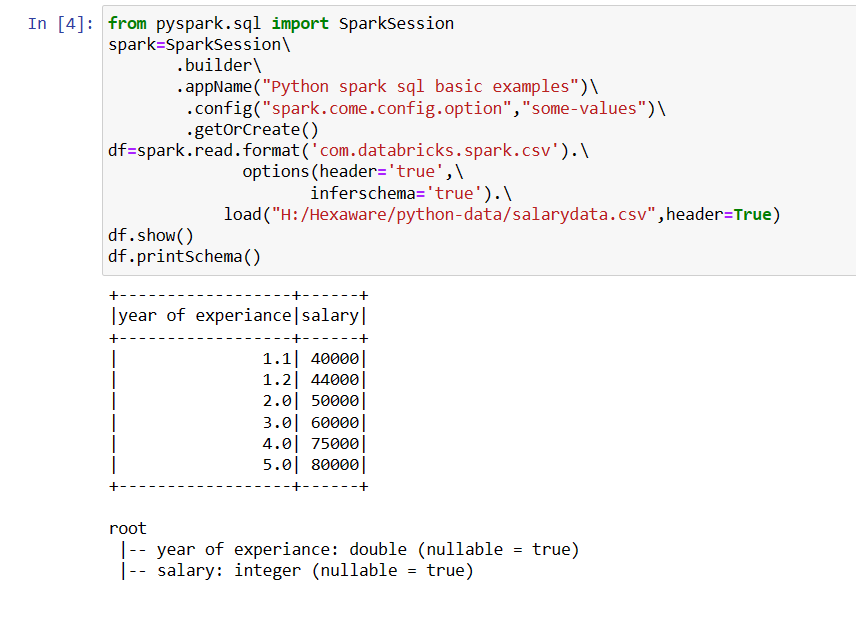 In [4]: from pyspark.sql import SparkSession
spark=SparkSession\
.builder\
.appName("Python spark sql basic examples")\
.config("spark.come.config.option","some-values")\
.getOrCreate()
df=spark.read.format('com.databricks.spark.csv').\
options(header='true',\
inferschema='true').\
load("H:/Hexaware/python-data/salarydata.csv",header=True)
df.show()
df.printSchema()
+------------------+------+
|year of experiance|salary|
+------------------+------+
|               1.1| 40000|
|               1.2| 44000|
|               2.0| 50000|
|               3.0| 60000|
|               4.0| 75000|
|               5.0| 80000|
+------------------+------+
root
|-- year of experiance: double (nullable = true)
|-- salary: integer (nullable = true)